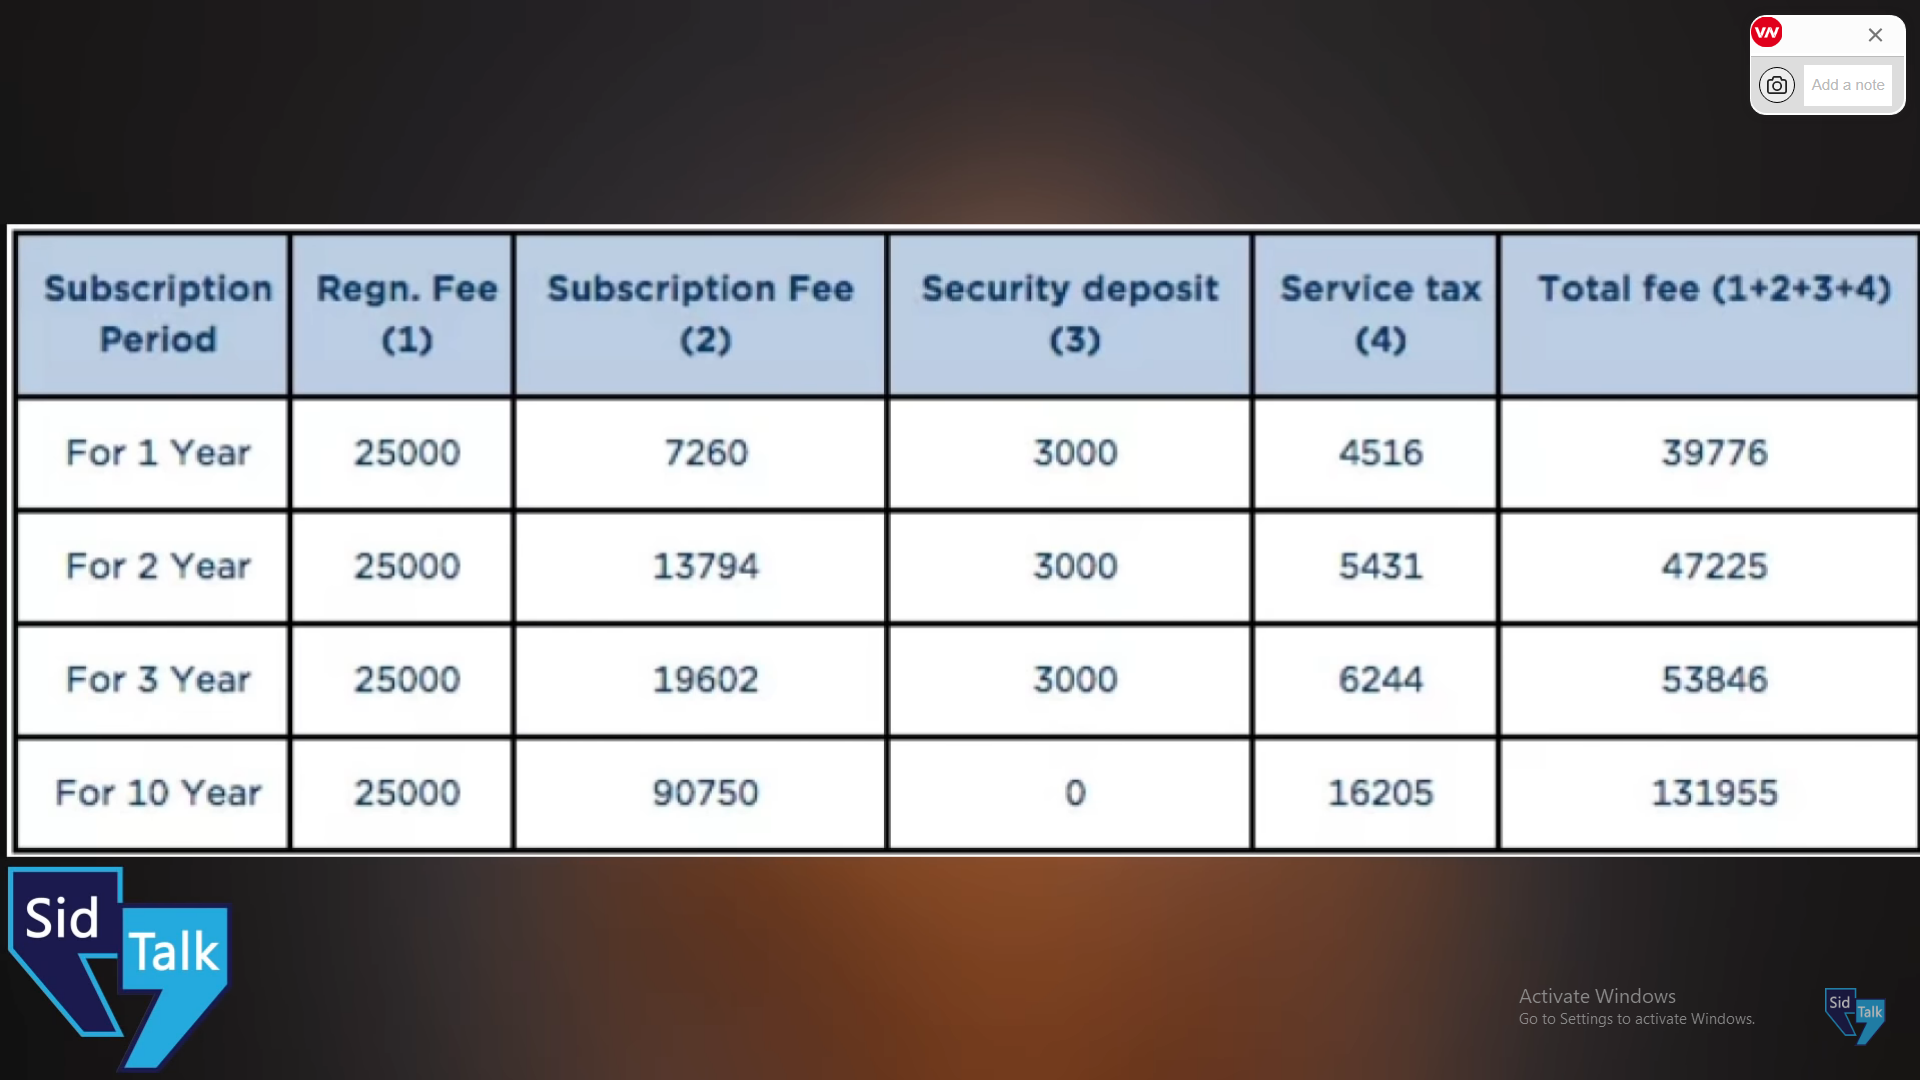 VN
Add a note
Subscription Period Regn. Fee (1) Subscription Fee (2) Security deposit (3) Service tax (4) Total fee (1+2+3+4)
For 1 Year 25000 7260 3000 4516 39776
For 2 Year 25000 13794 3000 5431 47225
For 3 Year 25000 19602 3000 6244 53846
For 10 Year 25000 90750 0 16205 131955
Sid
Talk
Activate Windows
Go to Settings to activate Windows.
Sid
Talk